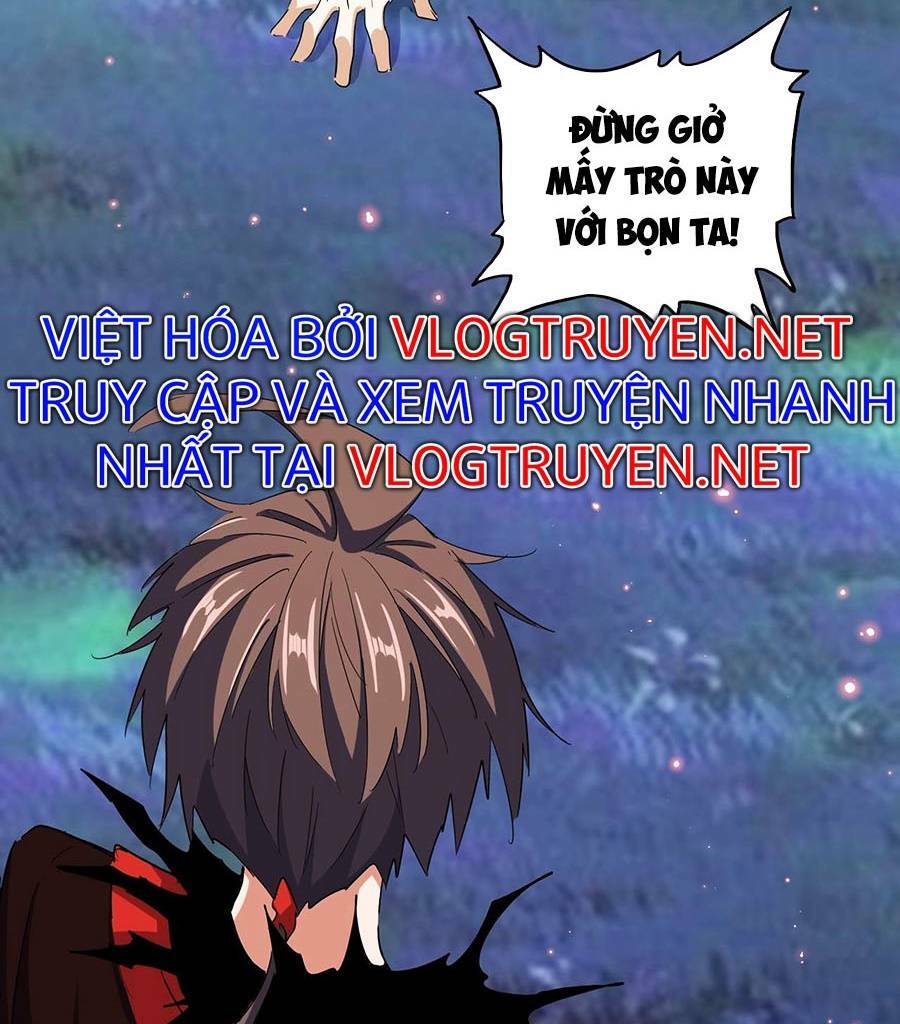 ĐỪNG GIỞ
MẤY TRÒ NÀY
VỚI BỌN TA!
VIỆT HÓA BỞI VLOGTRUYEN.NET
TRUY CẬP VÀ XEM TRUYỆN NHANH
NHẤT TẠI VLOGTRUYEN.NET